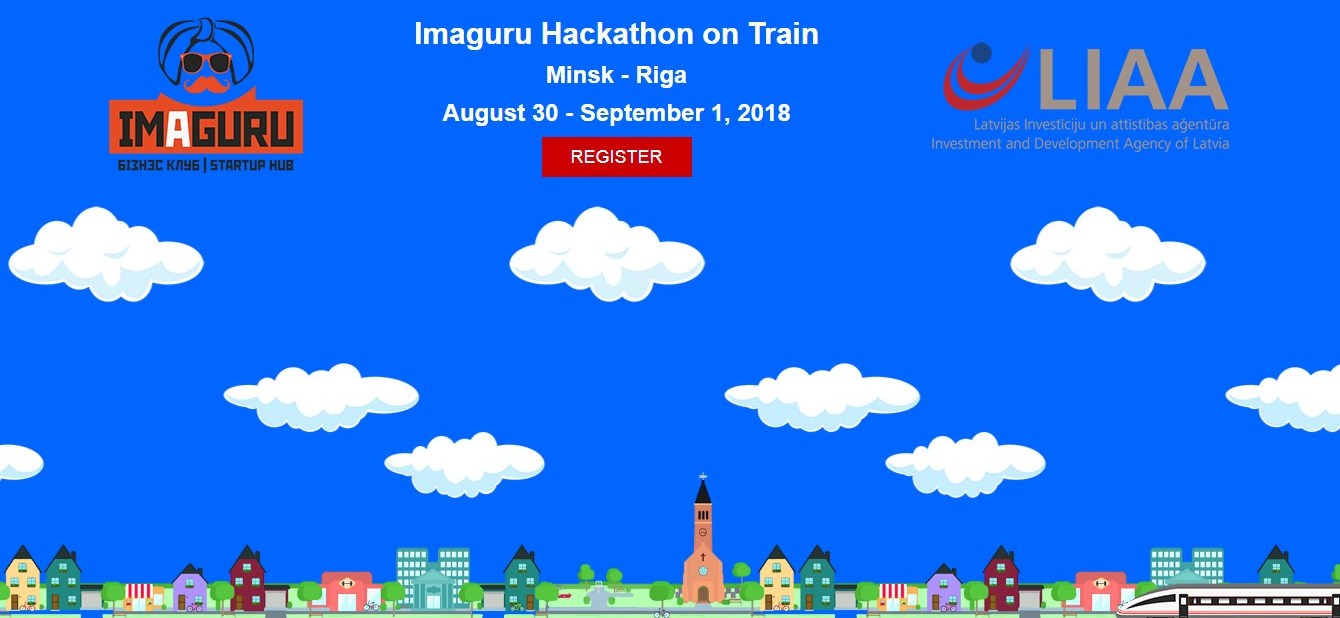 IMAGURU
БІЗНЭС КЛУБ | STARTUP HUB
Imaguru Hackathon on Train
Minsk - Riga
August 30 - September 1, 2018
REGISTER
LIAA
Latvijas Investīciju un attīstības aģentūra
Investment and Development Agency of Latvia